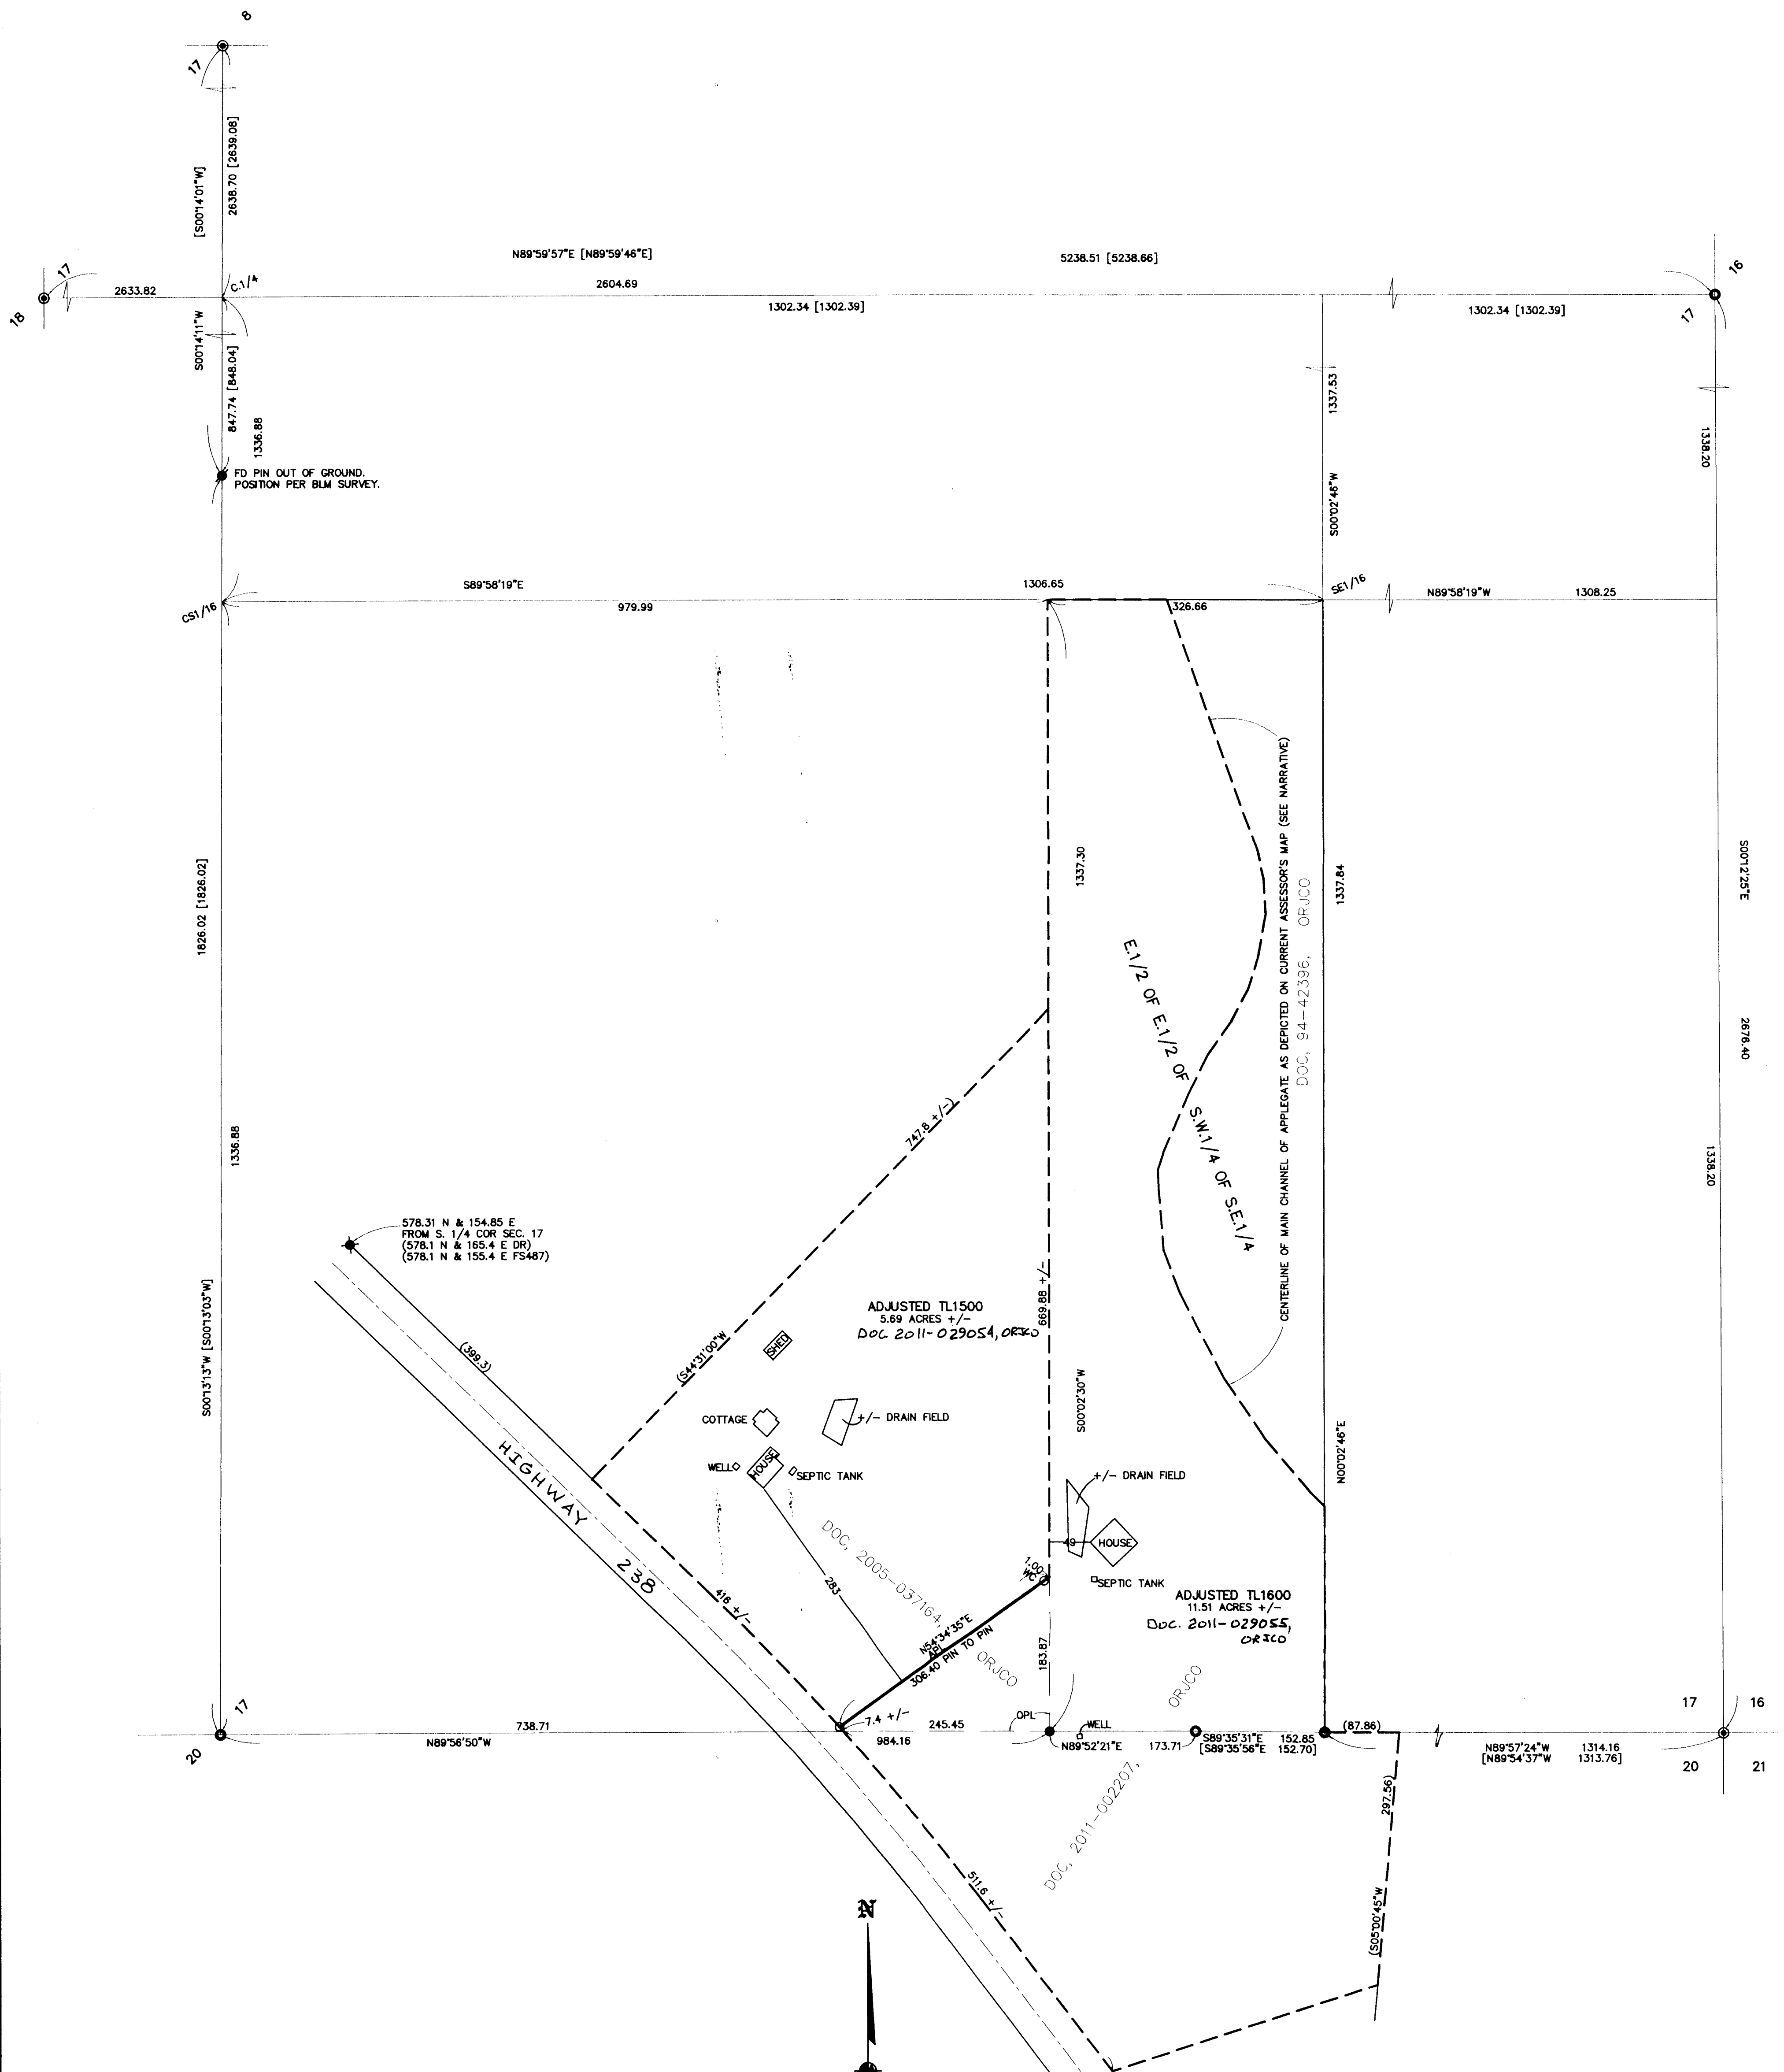 8
17
[S00°14'01"W]
2638.70 [2639.08]
N89°59'57"E [N89°59'46"E]
5238.51 [5238.66]
16
17
18
2633.82
C.1/4
2604.69
1302.34 [1302.39]
1302.34 [1302.39]
17
S00°14'11"W
847.74 [848.04]
1336.88
1337.53
1338.20
FD PIN OUT OF GROUND.
POSITION PER BLM SURVEY.
S00°02'46"W
S89°58'19"E
1306.65
SE1/16
N89°58'19"W
1308.25
CS1/16
979.99
326.66
1826.02 [1826.02]
1337.30
1337.84
S00°12'25"E
CENTERLINE OF MAIN CHANNEL OF APPLEGATE AS DEPICTED ON CURRENT ASSESSOR'S MAP (SEE NARRATIVE)
DOC, 94-42396, ORJCO
E.1/2 OF E.1/2 OF
S.W.1/4 OF S.E.1/4
2676.40
747.8 +/-)
1336.88
1338.20
578.31 N & 154.85 E
FROM S. 1/4 COR SEC. 17
(578.1 N & 165.4 E DR)
(578.1 N & 155.4 E FS487)
S00°13'13"W [S00°13'03"W]
ADJUSTED TL1500
5.69 ACRES +/-
DOC 2011-029054, ORJCO
669.88 +/-
SHED
(399.3)
(S44°31'00"W
S00°02'30"W
COTTAGE
+/- DRAIN FIELD
N00°02'46"E
WELL
HOUSE
SEPTIC TANK
+/- DRAIN FIELD
HIGHWAY 238
DOC, 2005-037164, ORJCO
49
HOUSE
283
1.00
WC
SEPTIC TANK
416 +/-
ADJUSTED TL1600
11.51 ACRES +/-
DOC. 2011-029055,
ORJCO
N54°34'35"E
APL
306.40 PIN TO PIN
183.87
17
17
16
738.71
7.4 +/-
245.45
OPL
WELL
(87.86)
20
N89°56'50"W
984.16
N89°52'21"E
173.71
S89°35'31"E 152.85
[S89°35'56"E 152.70]
N89°57'24"W 1314.16
[N89°54'37"W 1313.76]
20
21
DOC, 2011-002207, ORJCO
297.56)
511.6 +/-
(S05°00'45"W
N